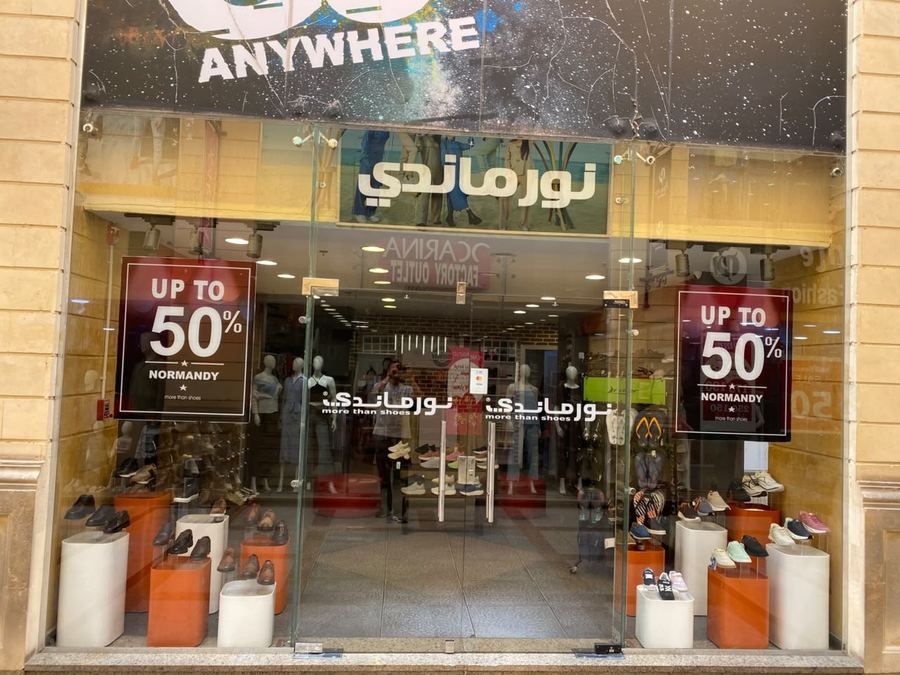 ANYWHERE
نورماندي
OCARINA
FACTORY OUTLET
UP TO
50%
NORMANDY
more than shoes
UP TO
50%
NORMANDY
more than shoes
نورماندي
more than shoes
نورماندي
more than shoes